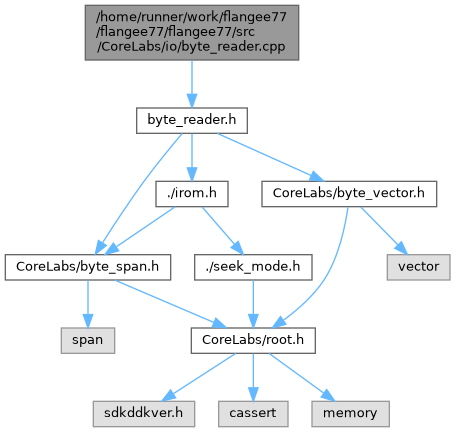 /home/runner/work/flangee77
/flangee77/flangee77/src
/CoreLabs/io/byte_reader.cpp
byte_reader.h
./irom.h
CoreLabs/byte_vector.h
CoreLabs/byte_span.h
./seek_mode.h
vector
span
CoreLabs/root.h
sdkddkver.h
cassert
memory